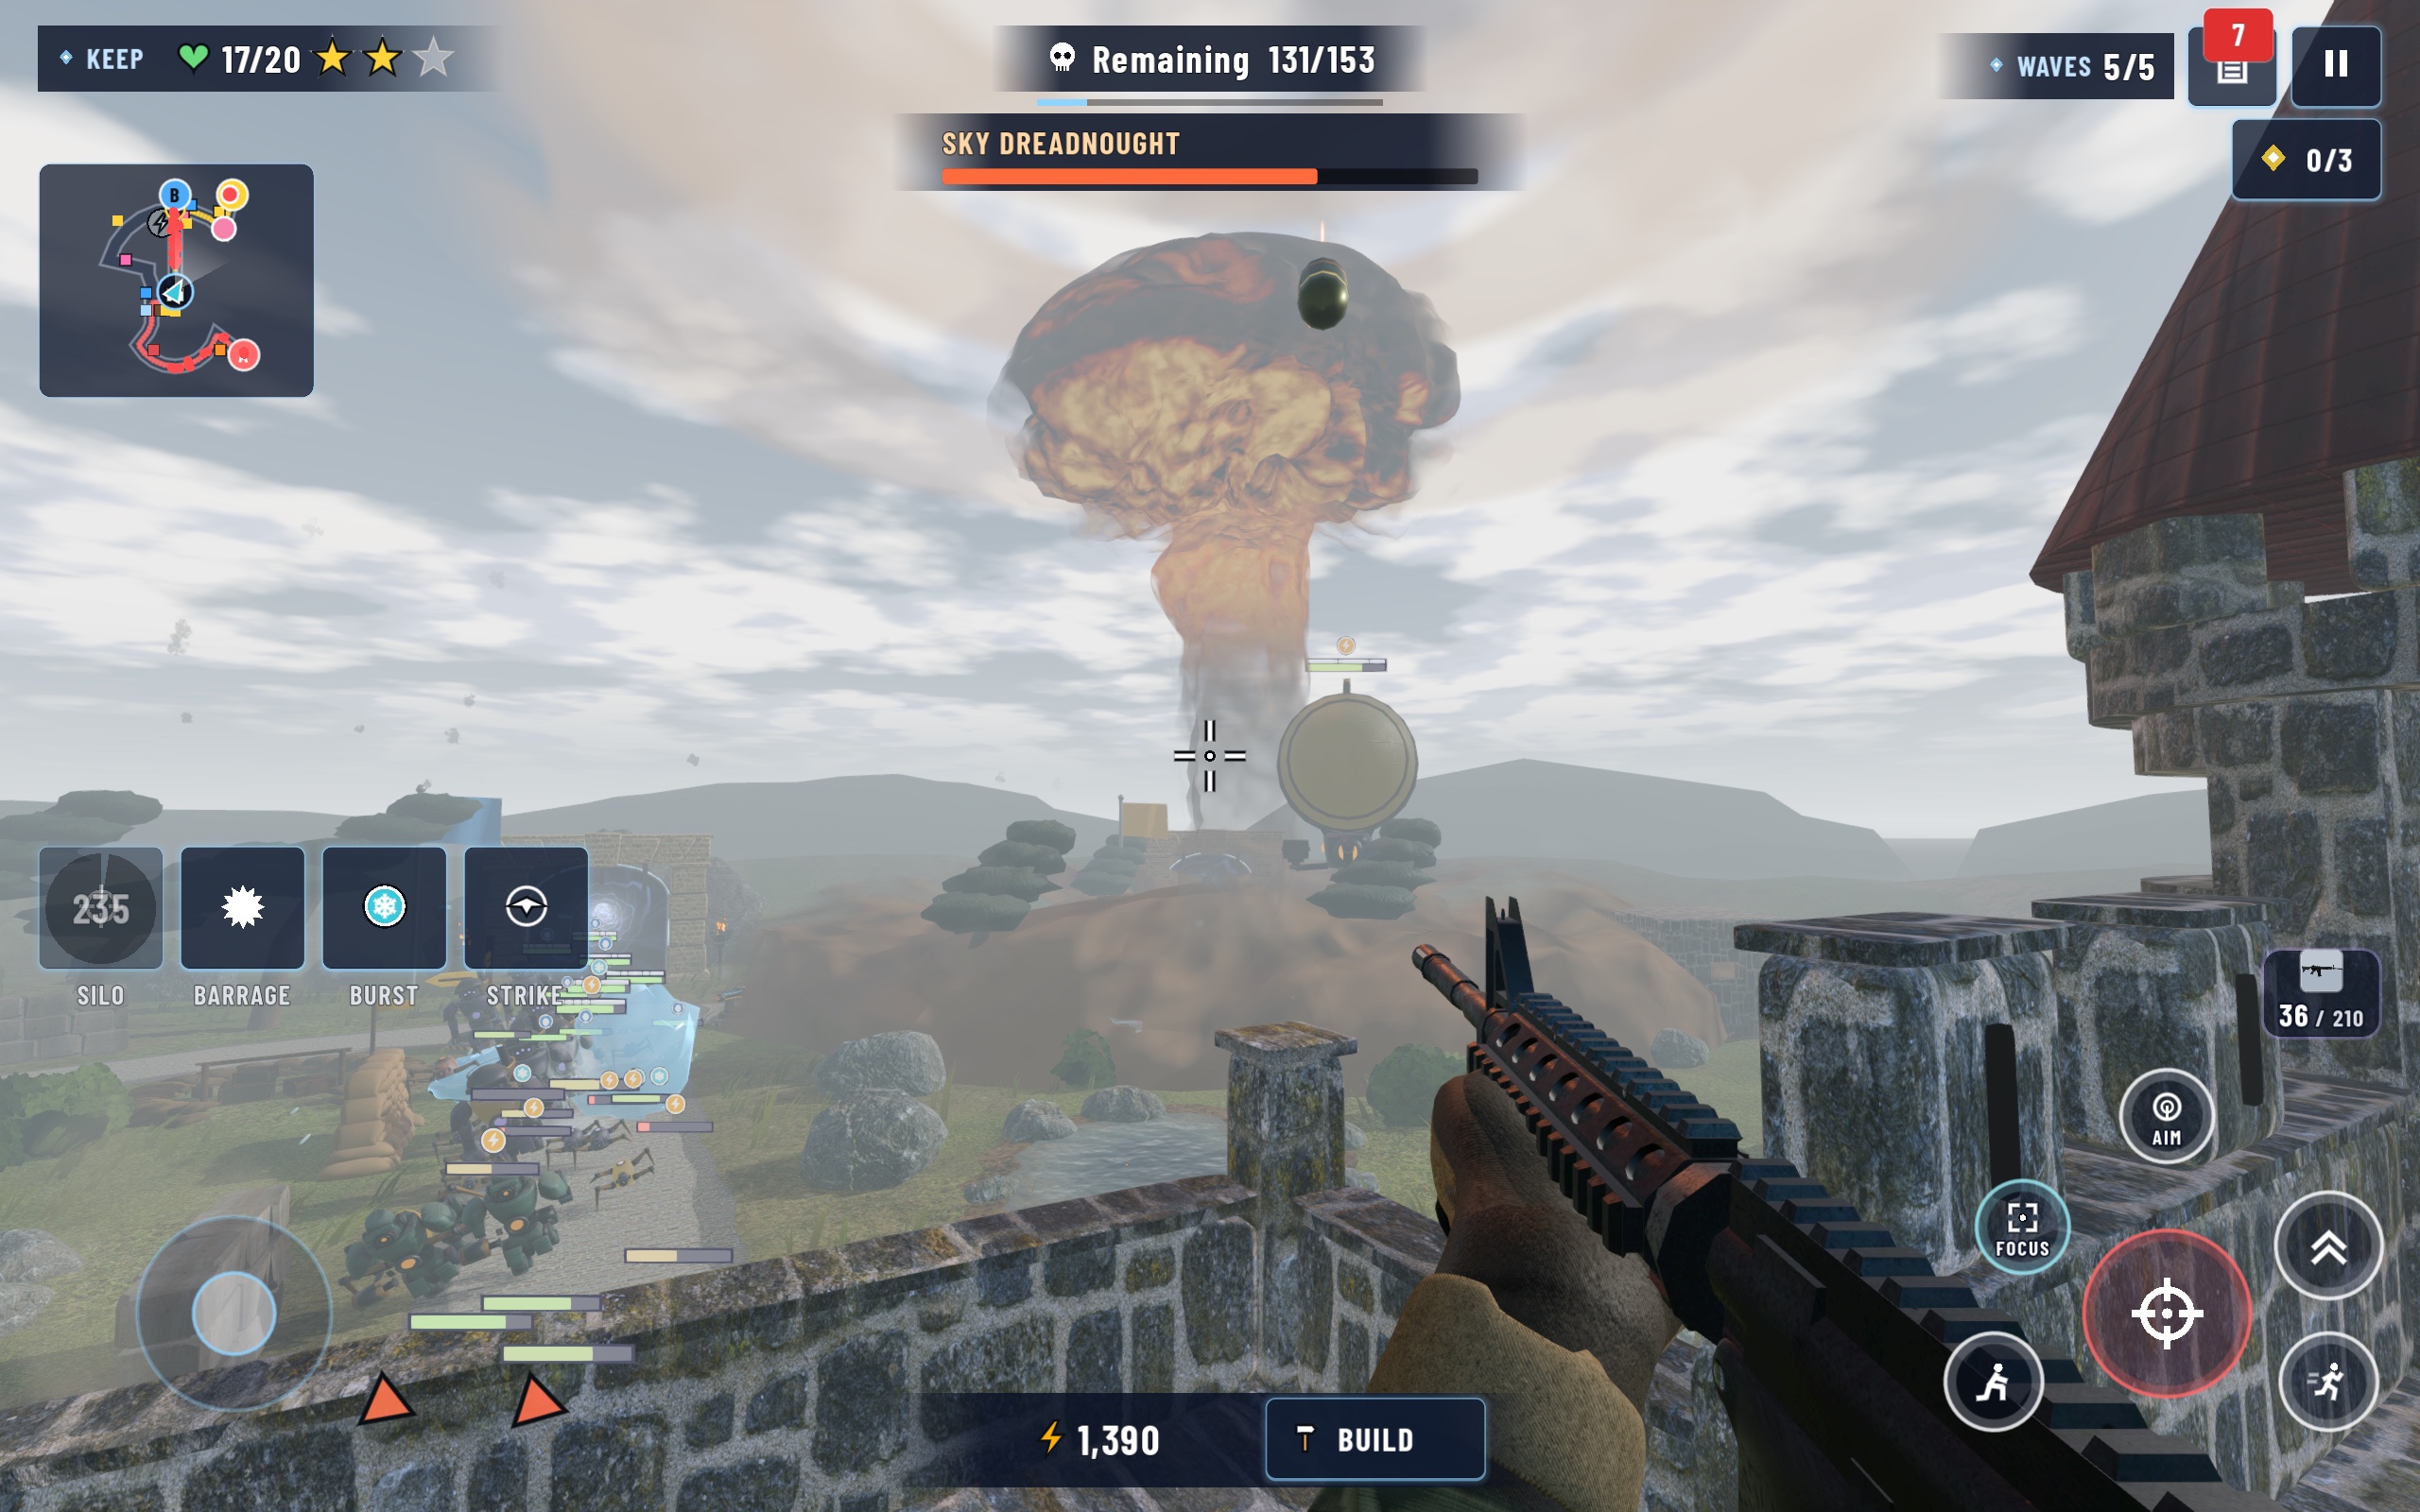 KEEP 17/20
Remaining 131/153
WAVES 5/5
7
SKY DREADNOUGHT
0/3
B
235
SILO
BARRAGE
BURST
STRIKE
36 / 210
AIM
FOCUS
1,390
BUILD